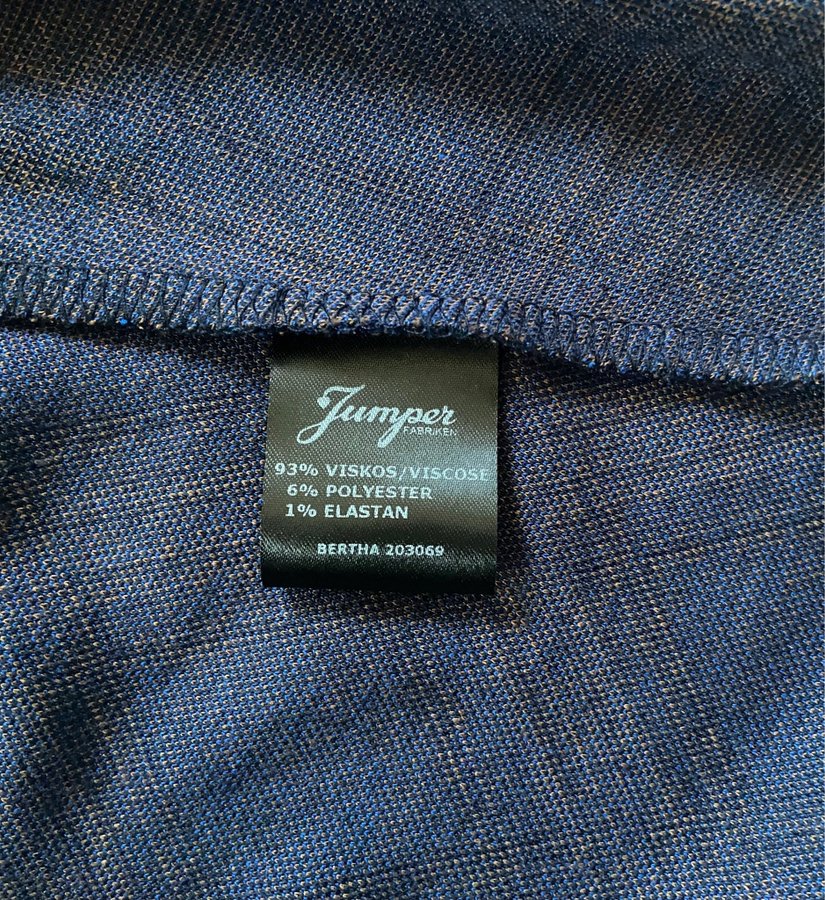 Jumper
FABRIKEN
93% VISKOS/VISCOSE
6% POLYESTER
1% ELASTAN
BERTHA 203069